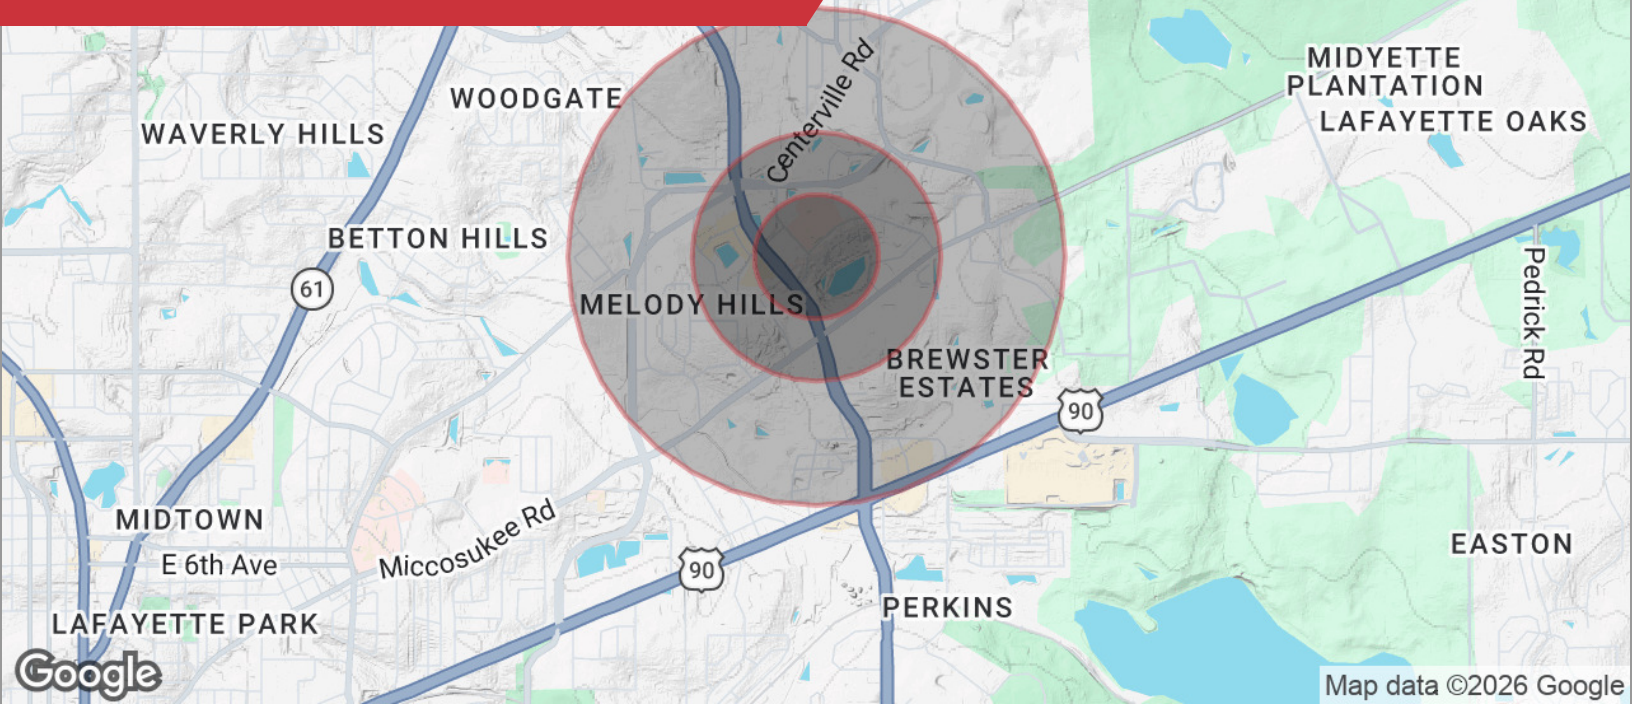 Centerville Rd
MIDYETTE
PLANTATION
WOODGATE
LAFAYETTE OAKS
WAVERLY HILLS
BETTON HILLS
Pedrick Rd
61
MELODY HILLS
BREWSTER
ESTATES
90
MIDTOWN
Miccosukee Rd
EASTON
E 6th Ave
90
PERKINS
LAFAYETTE PARK
Google
Map data ©2026 Google